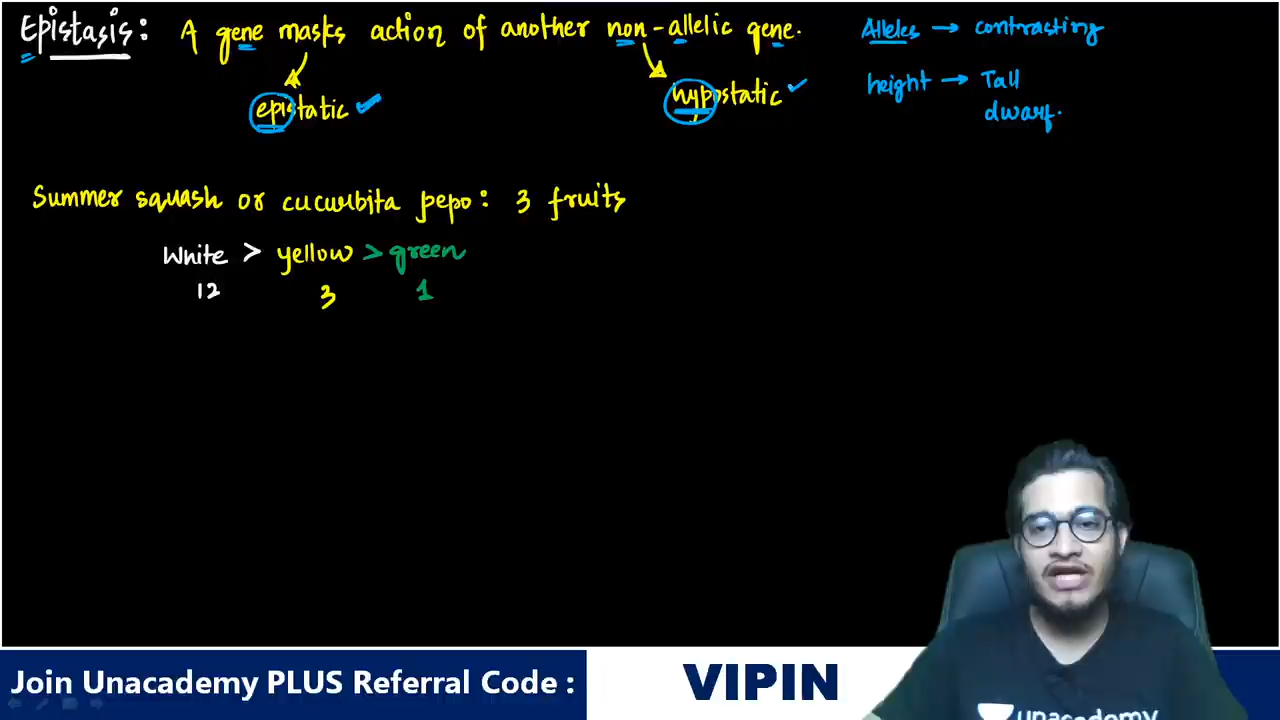 Epistasis: A gene masks action of another non-allelic gene.
epistatic
hypostatic
Alleles → contrasting
height → Tall
dwarf.
Summer squash or cucurbita pepo: 3 fruits
White > yellow > green
12 3 1
Join Unacademy PLUS Referral Code :
VIPIN
unacademy